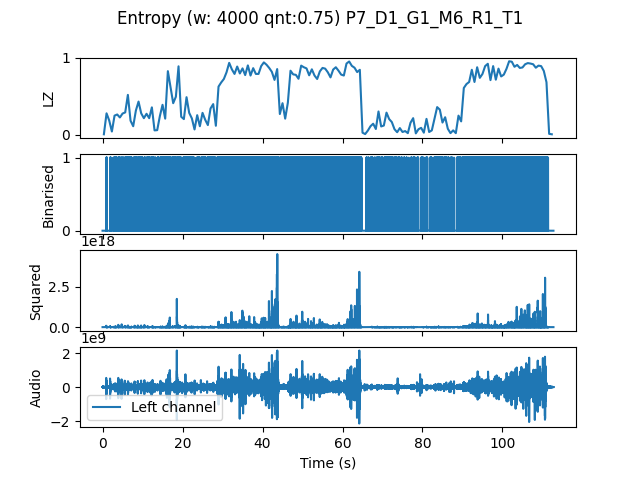 Entropy (w: 4000 qnt:0.75) P7_D1_G1_M6_R1_T1
1
LZ
0
1
Binarised
0
1e18
2.5
Squared
0.0
1e9
2
Audio
0
−2
Left channel
0 20 40 60 80 100
Time (s)